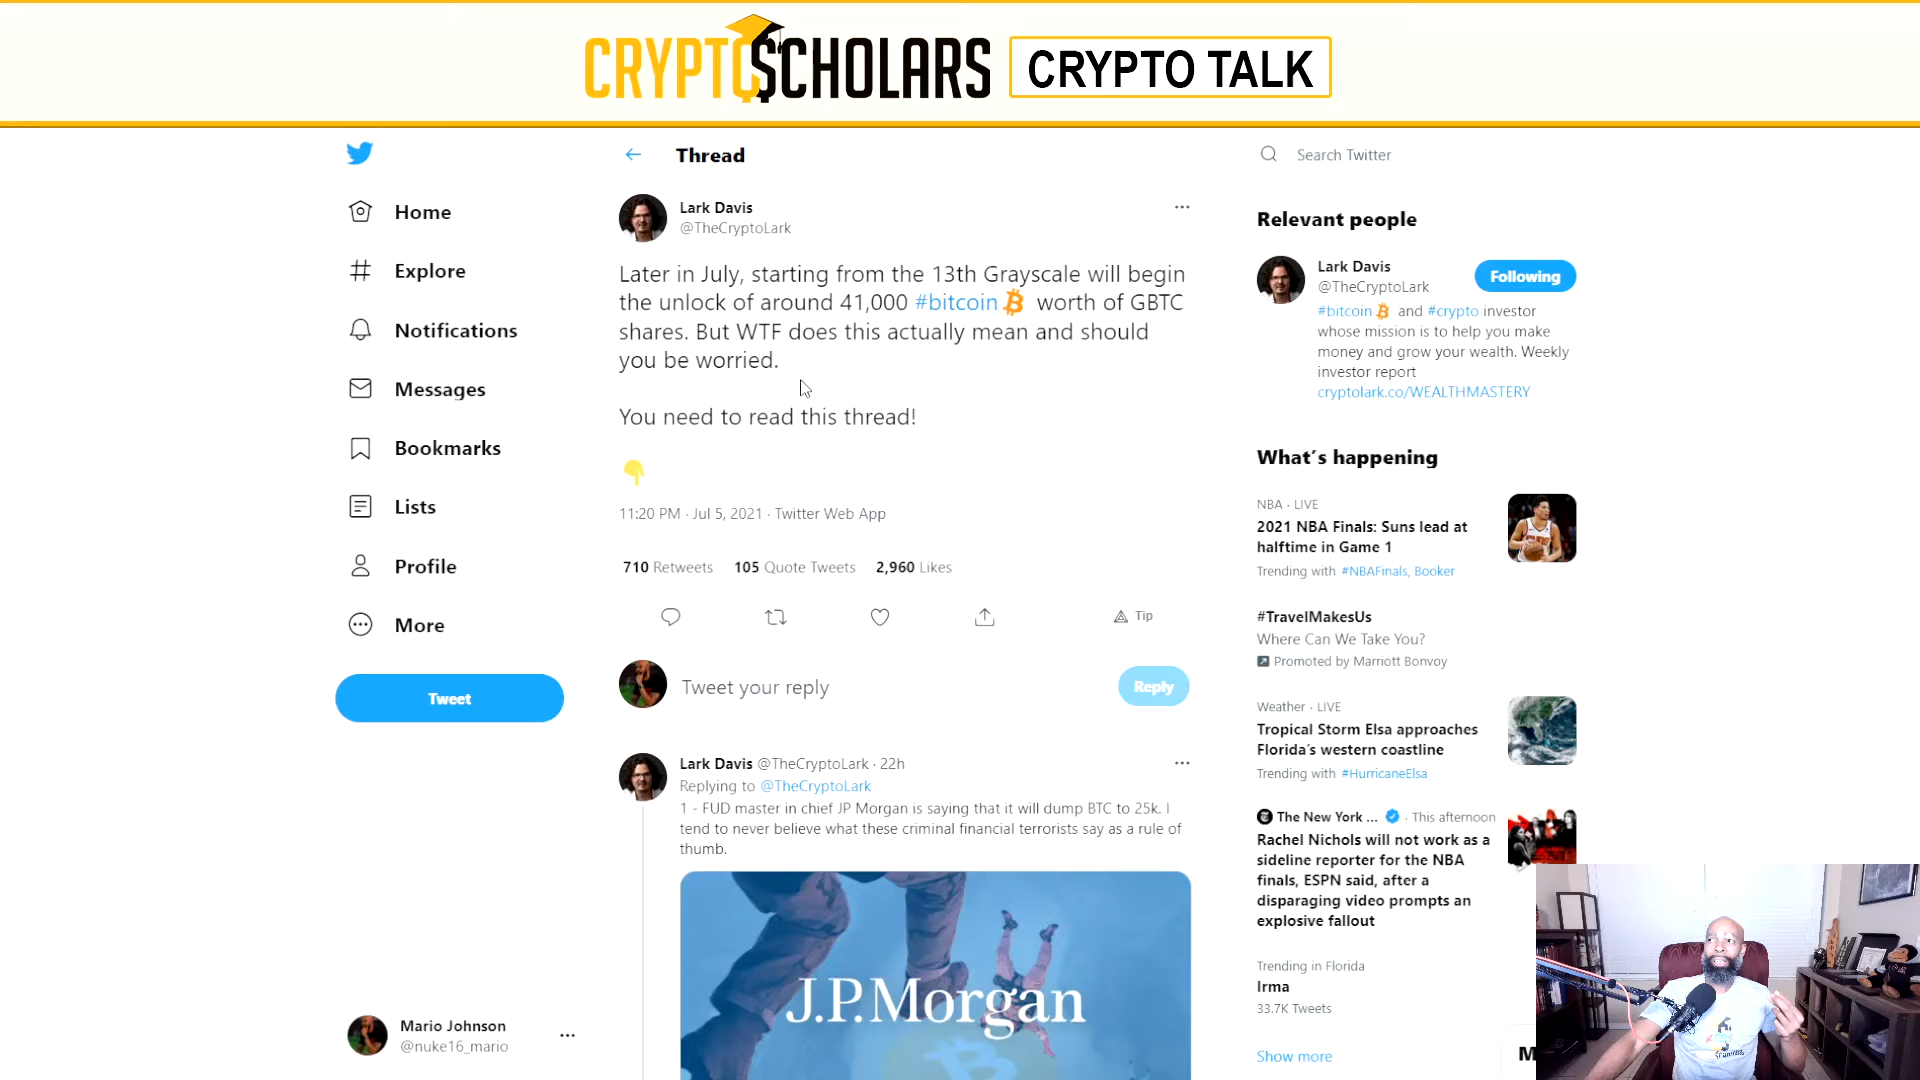 CRYPTOSCHOLARS CRYPTO TALK
Thread
Search Twitter
Home
Explore
Notifications
Messages
Bookmarks
Lists
Profile
More
Tweet
Mario Johnson
@nuke16_mario
Lark Davis
@TheCryptoLark
Later in July, starting from the 13th Grayscale will begin
the unlock of around 41,000 #bitcoin worth of GBTC
shares. But WTF does this actually mean and should
you be worried.
You need to read this thread!
11:20 PM · Jul 5, 2021 · Twitter Web App
710 Retweets 105 Quote Tweets 2,960 Likes
Tip
Tweet your reply
Reply
Lark Davis @TheCryptoLark · 22h
Replying to @TheCryptoLark
1 - FUD master in chief JP Morgan is saying that it will dump BTC to 25k. I
tend to never believe what these criminal financial terrorists say as a rule of
thumb.
J.P.Morgan
Relevant people
Lark Davis
@TheCryptoLark
Following
#bitcoin and #crypto investor
whose mission is to help you make
money and grow your wealth. Weekly
investor report
cryptolark.co/WEALTHMASTERY
What's happening
NBA · LIVE
2021 NBA Finals: Suns lead at
halftime in Game 1
Trending with #NBAFinals, Booker
#TravelMakesUs
Where Can We Take You?
Promoted by Marriott Bonvoy
Weather · LIVE
Tropical Storm Elsa approaches
Florida's western coastline
Trending with #HurricaneElsa
The New York ... · This afternoon
Rachel Nichols will not work as a
sideline reporter for the NBA
finals, ESPN said, after a
disparaging video prompts an
explosive fallout
Trending in Florida
Irma
33.7K Tweets
Show more